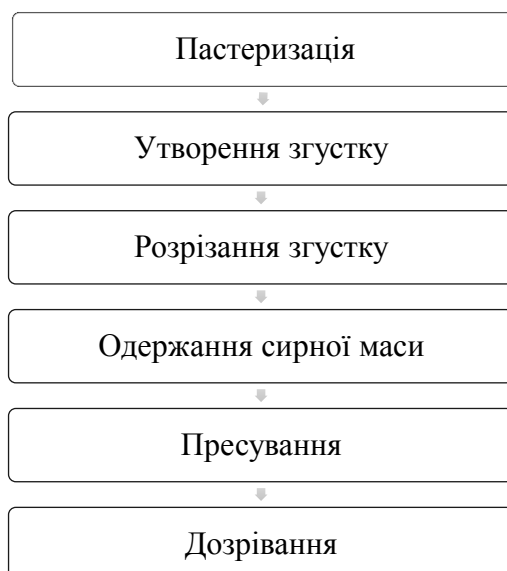 Пастеризація
Утворення згустку
Розрізання згустку
Одержання сирної маси
Пресування
Дозрівання